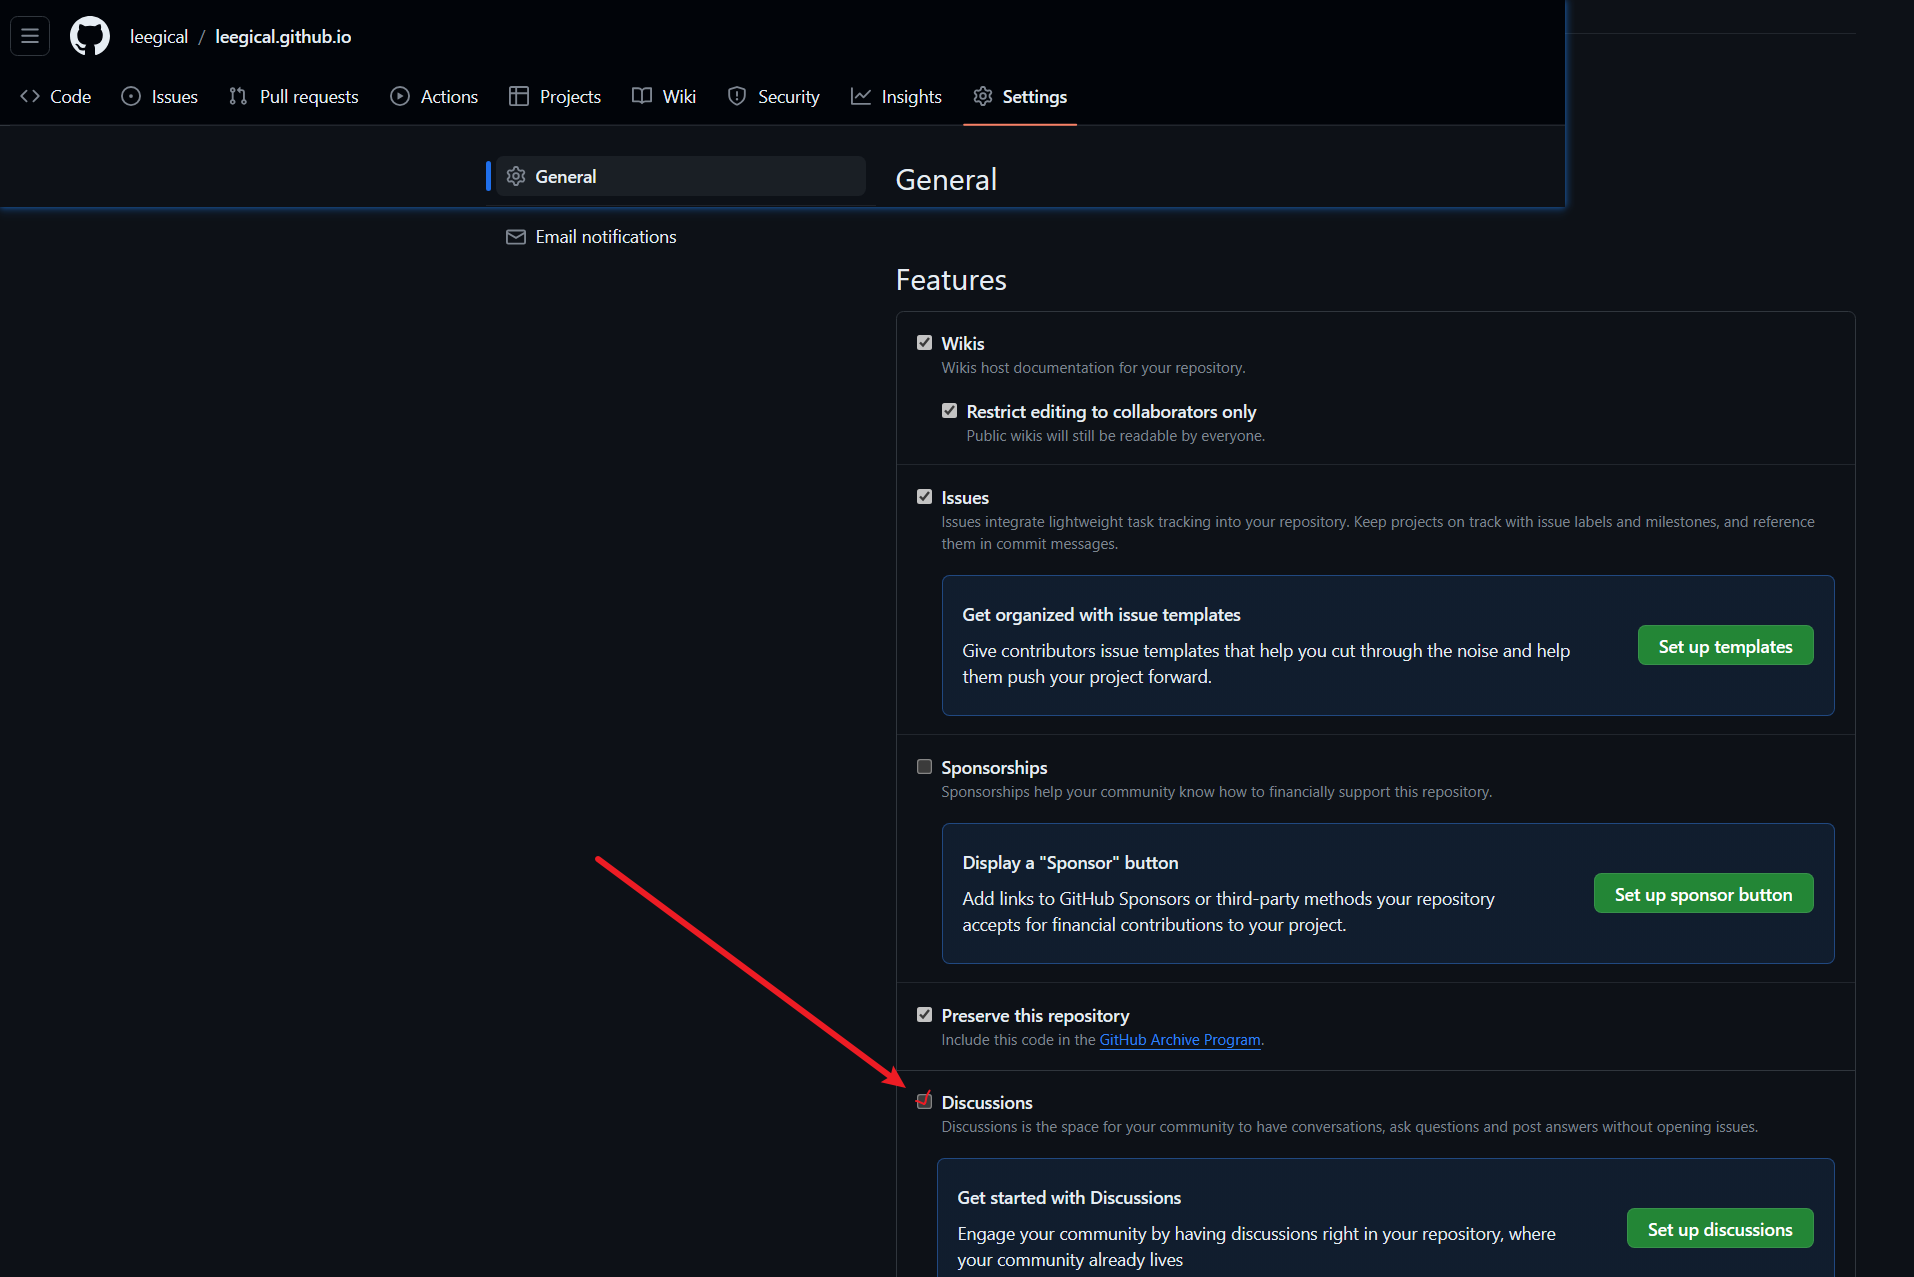 leegical / leegical.github.io
Code Issues Pull requests Actions Projects Wiki Security Insights Settings
General
General
Email notifications
Features
Wikis
Wikis host documentation for your repository.
Restrict editing to collaborators only
Public wikis will still be readable by everyone.
Issues
Issues integrate lightweight task tracking into your repository. Keep projects on track with issue labels and milestones, and reference
them in commit messages.
Get organized with issue templates
Give contributors issue templates that help you cut through the noise and help
them push your project forward.
Set up templates
Sponsorships
Sponsorships help your community know how to financially support this repository.
Display a "Sponsor" button
Add links to GitHub Sponsors or third-party methods your repository
accepts for financial contributions to your project.
Set up sponsor button
Preserve this repository
Include this code in the GitHub Archive Program.
Discussions
Discussions is the space for your community to have conversations, ask questions and post answers without opening issues.
Get started with Discussions
Engage your community by having discussions right in your repository, where
your community already lives
Set up discussions